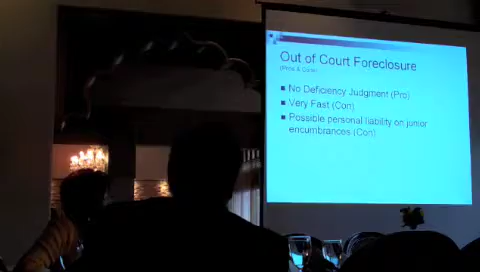 Out of Court Foreclosure
(Pros & Cons)
No Deficiency Judgment (Pro)
Very Fast (Con)
Possible personal liability on junior
encumbrances (Con)